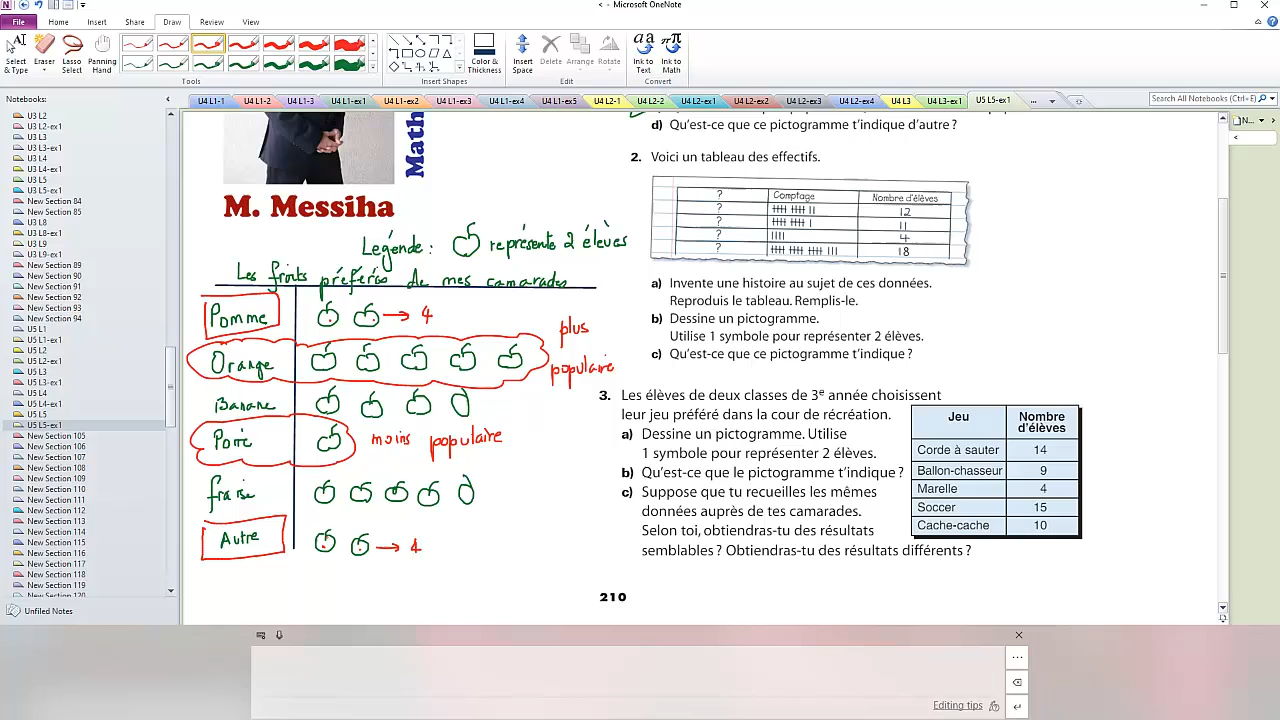 - Microsoft OneNote
File Home Insert Draw Review View
Select & Type Eraser Lasso Select Panning Hand Color & Thickness Insert Space Delete Arrange Rotate Ink to Text Ink to Math
Tools Insert Shapes Edit Convert
Notebooks:
U4 L1-1 U4 L1-2 U4 L1-3 U4 L1-ex1 U4 L1-ex2 U4 L1-ex3 U4 L1-ex4 U4 L1-ex5 U4 L2-1 U4 L2-2 U4 L2-ex1 U4 L2-ex2 U4 L2-ex3 U4 L2-ex4 U4 L3 U4 L3-ex1 U5 L5-ex1 ...
Search All Notebooks (Ctrl+E)
U3 L2
U3 L2-ex1
U3 L3
U3 L4
U3 L4-ex1
U3 L5
U3 L5-ex1
New Section 84
New Section 85
U3 L8
U3 L8-ex1
U3 L9
U3 L9-ex1
New Section 89
New Section 90
New Section 91
New Section 92
New Section 93
New Section 94
U5 L1
U5 L1-ex1
U5 L2
U5 L2-ex1
U5 L3
U5 L3-ex1
U5 L4
U5 L4-ex1
U5 L5
U5 L5-ex1
New Section 105
New Section 106
New Section 107
New Section 108
New Section 109
New Section 110
New Section 111
New Section 112
New Section 113
New Section 114
New Section 115
New Section 116
New Section 117
New Section 118
New Section 119
New Section 120
Unfiled Notes
Math
M. Messiha
Légende : représente 2 élèves
Les fruits préférés de mes camarades
Pomme → 4
plus
Orange
populaire
Banane
Poire moins populaire
fraise
Autre → 4
d) Qu'est-ce que ce pictogramme t'indique d'autre ?
2. Voici un tableau des effectifs.
? Comptage Nombre d'élèves
? 12
? 11
? 4
? 18
a) Invente une histoire au sujet de ces données.
Reproduis le tableau. Remplis-le.
b) Dessine un pictogramme.
Utilise 1 symbole pour représenter 2 élèves.
c) Qu'est-ce que ce pictogramme t'indique ?
3. Les élèves de deux classes de 3e année choisissent
leur jeu préféré dans la cour de récréation.
a) Dessine un pictogramme. Utilise
1 symbole pour représenter 2 élèves.
b) Qu'est-ce que le pictogramme t'indique ?
c) Suppose que tu recueilles les mêmes
données auprès de tes camarades.
Selon toi, obtiendras-tu des résultats
semblables ? Obtiendras-tu des résultats différents ?
Jeu Nombre d'élèves
Corde à sauter 14
Ballon-chasseur 9
Marelle 4
Soccer 15
Cache-cache 10
210
Editing tips